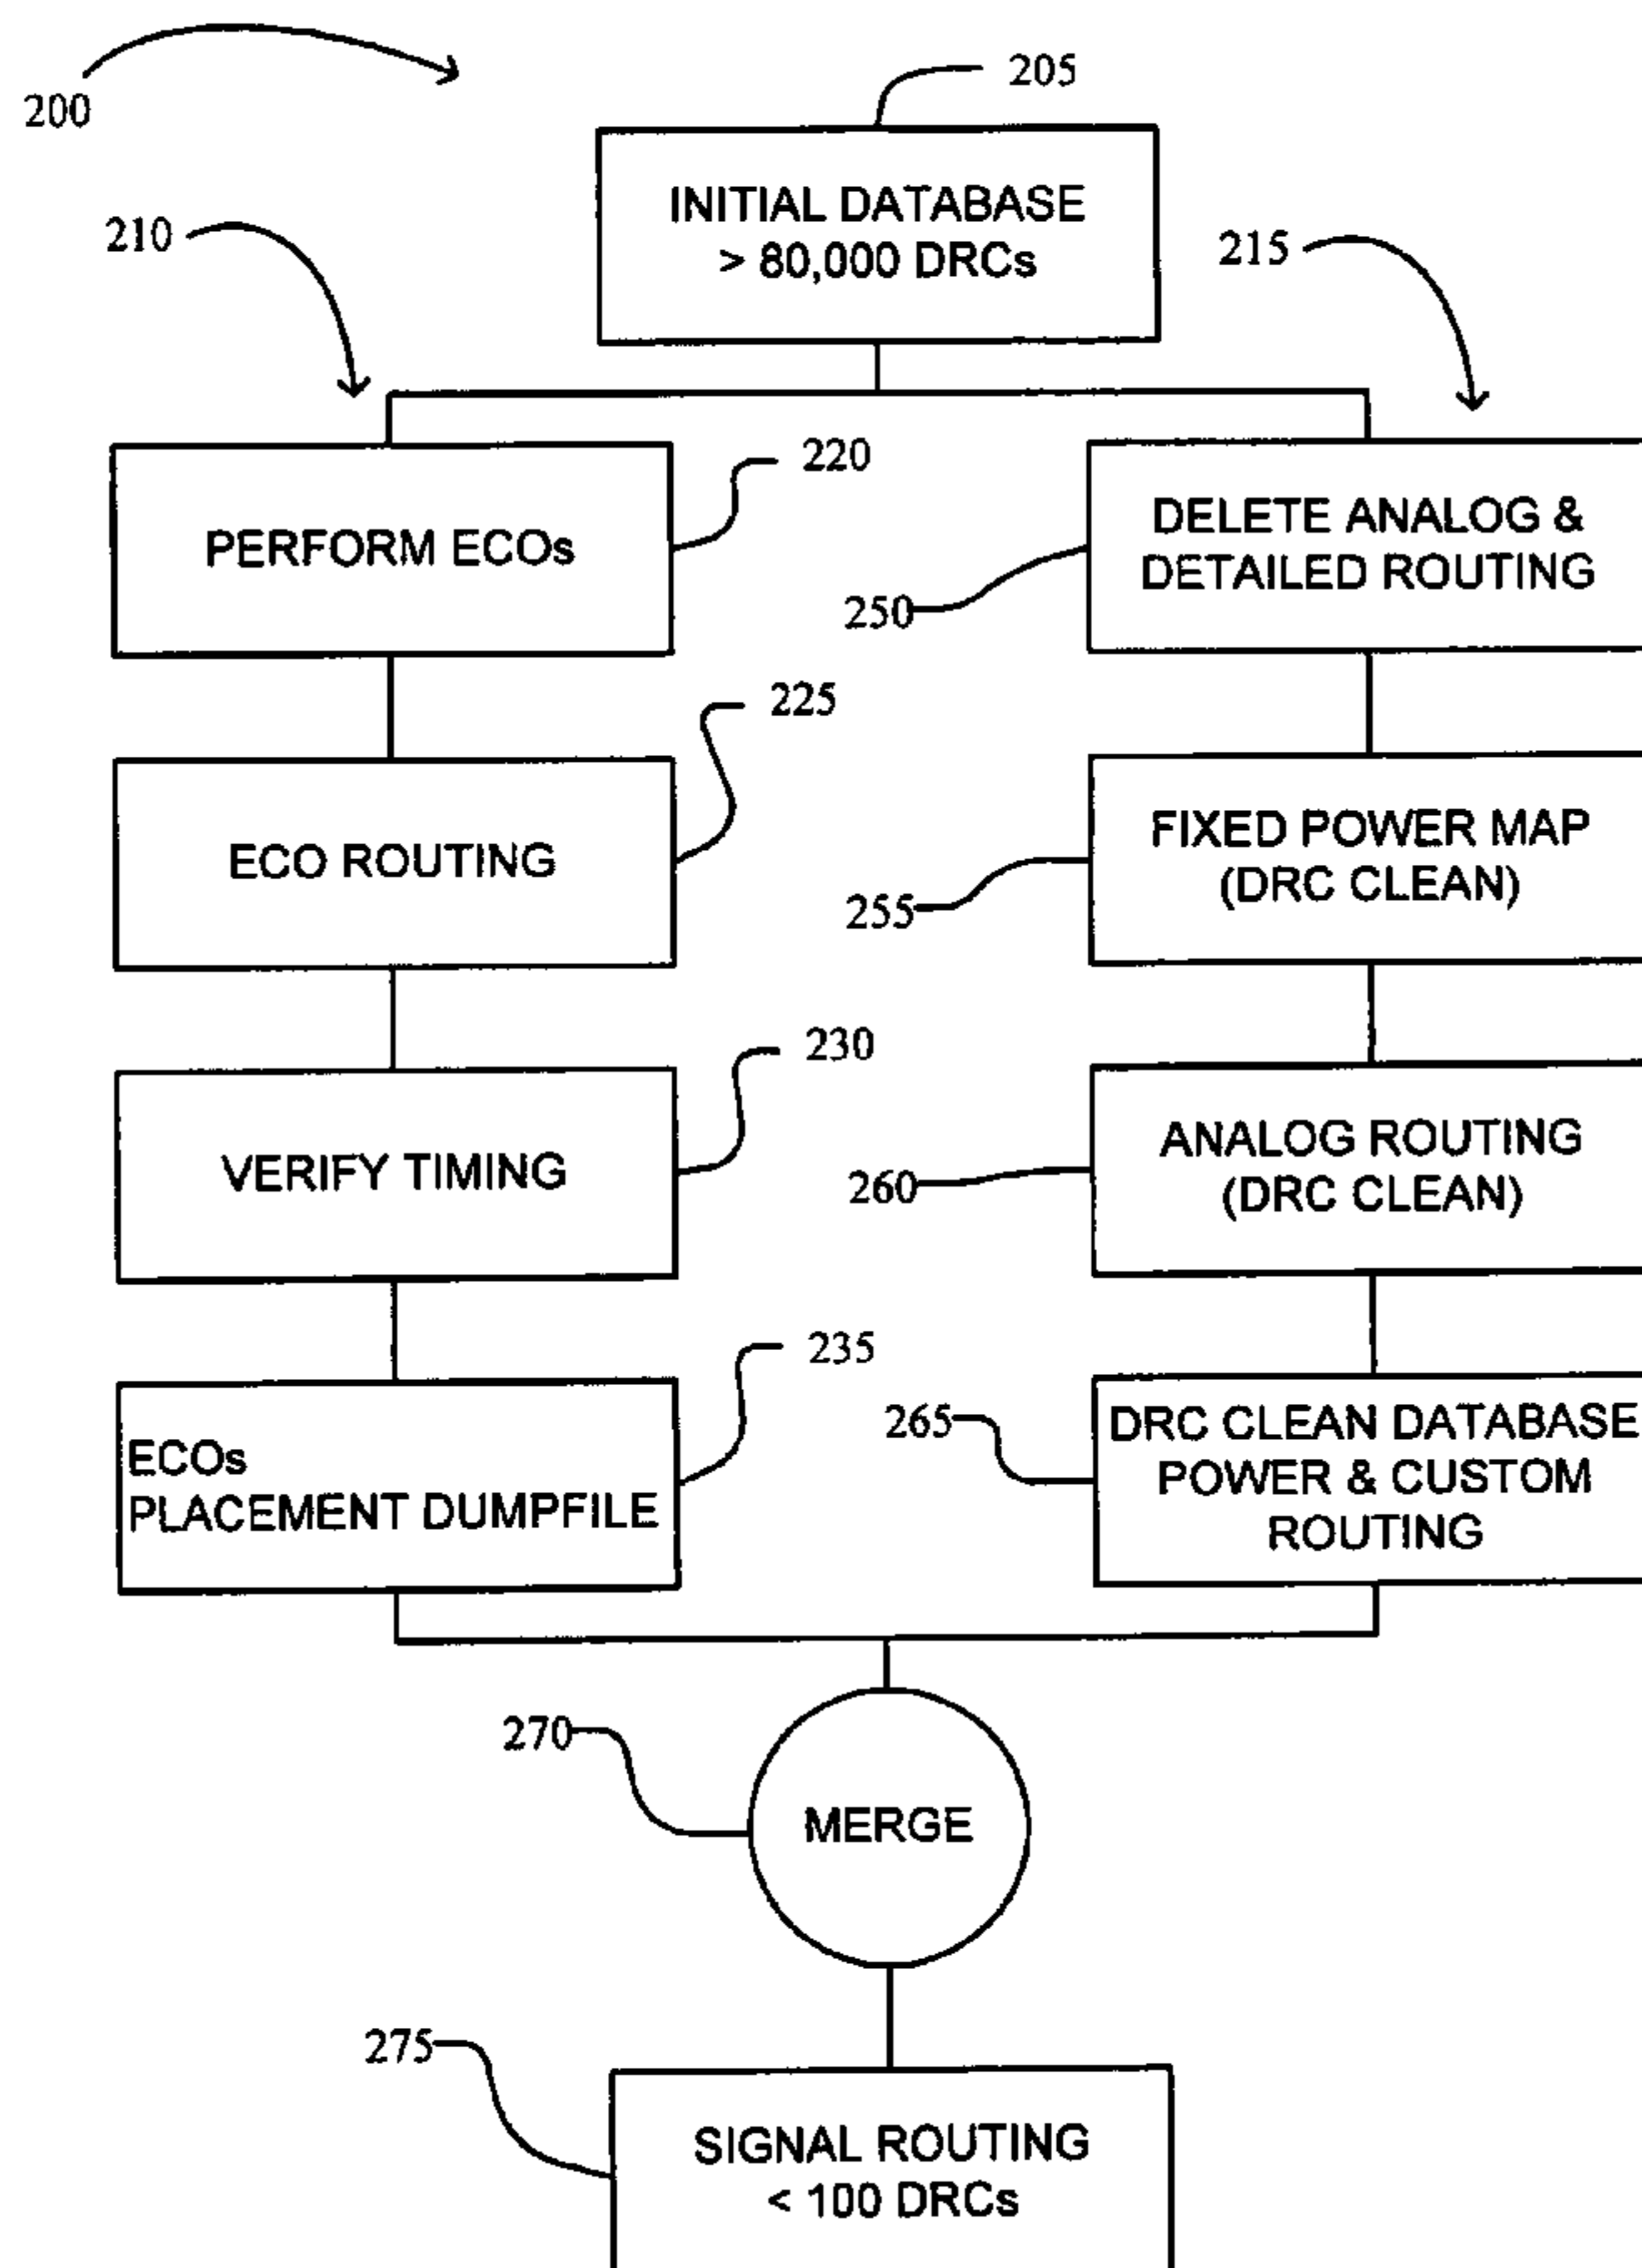 200
205
INITIAL DATABASE
> 80,000 DRCs
210
215
PERFORM ECOs
220
DELETE ANALOG &
DETAILED ROUTING
250
ECO ROUTING
225
FIXED POWER MAP
(DRC CLEAN)
255
VERIFY TIMING
230
ANALOG ROUTING
(DRC CLEAN)
260
ECOs
PLACEMENT DUMPFILE
235
DRC CLEAN DATABASE
POWER & CUSTOM
ROUTING
265
270
MERGE
275
SIGNAL ROUTING
< 100 DRCs